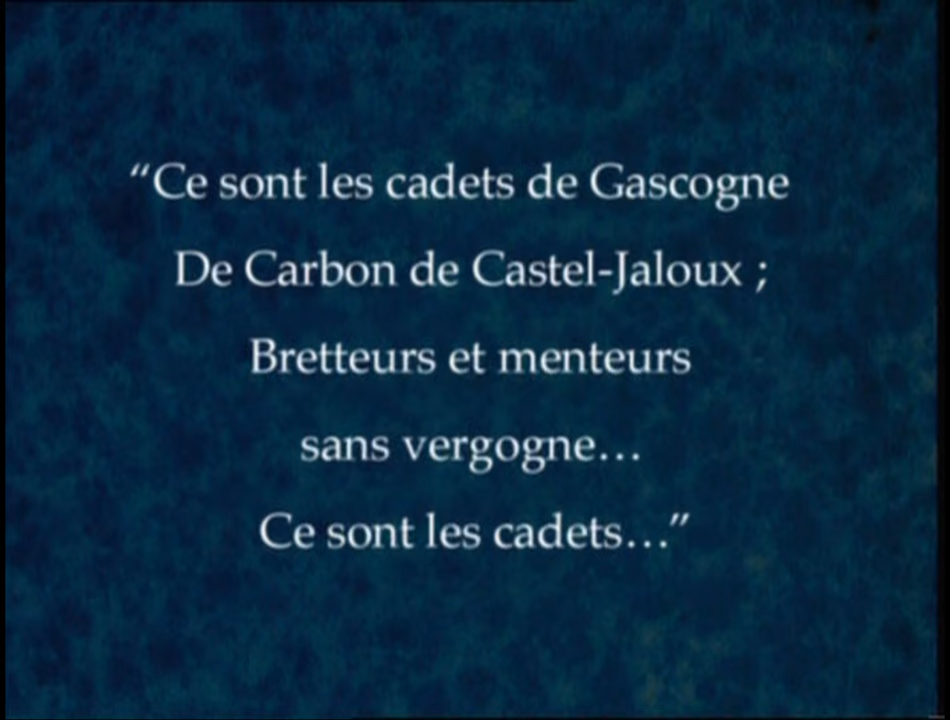 “Ce sont les cadets de Gascogne
De Carbon de Castel-Jaloux ;
Bretteurs et menteurs
sans vergogne...
Ce sont les cadets...”